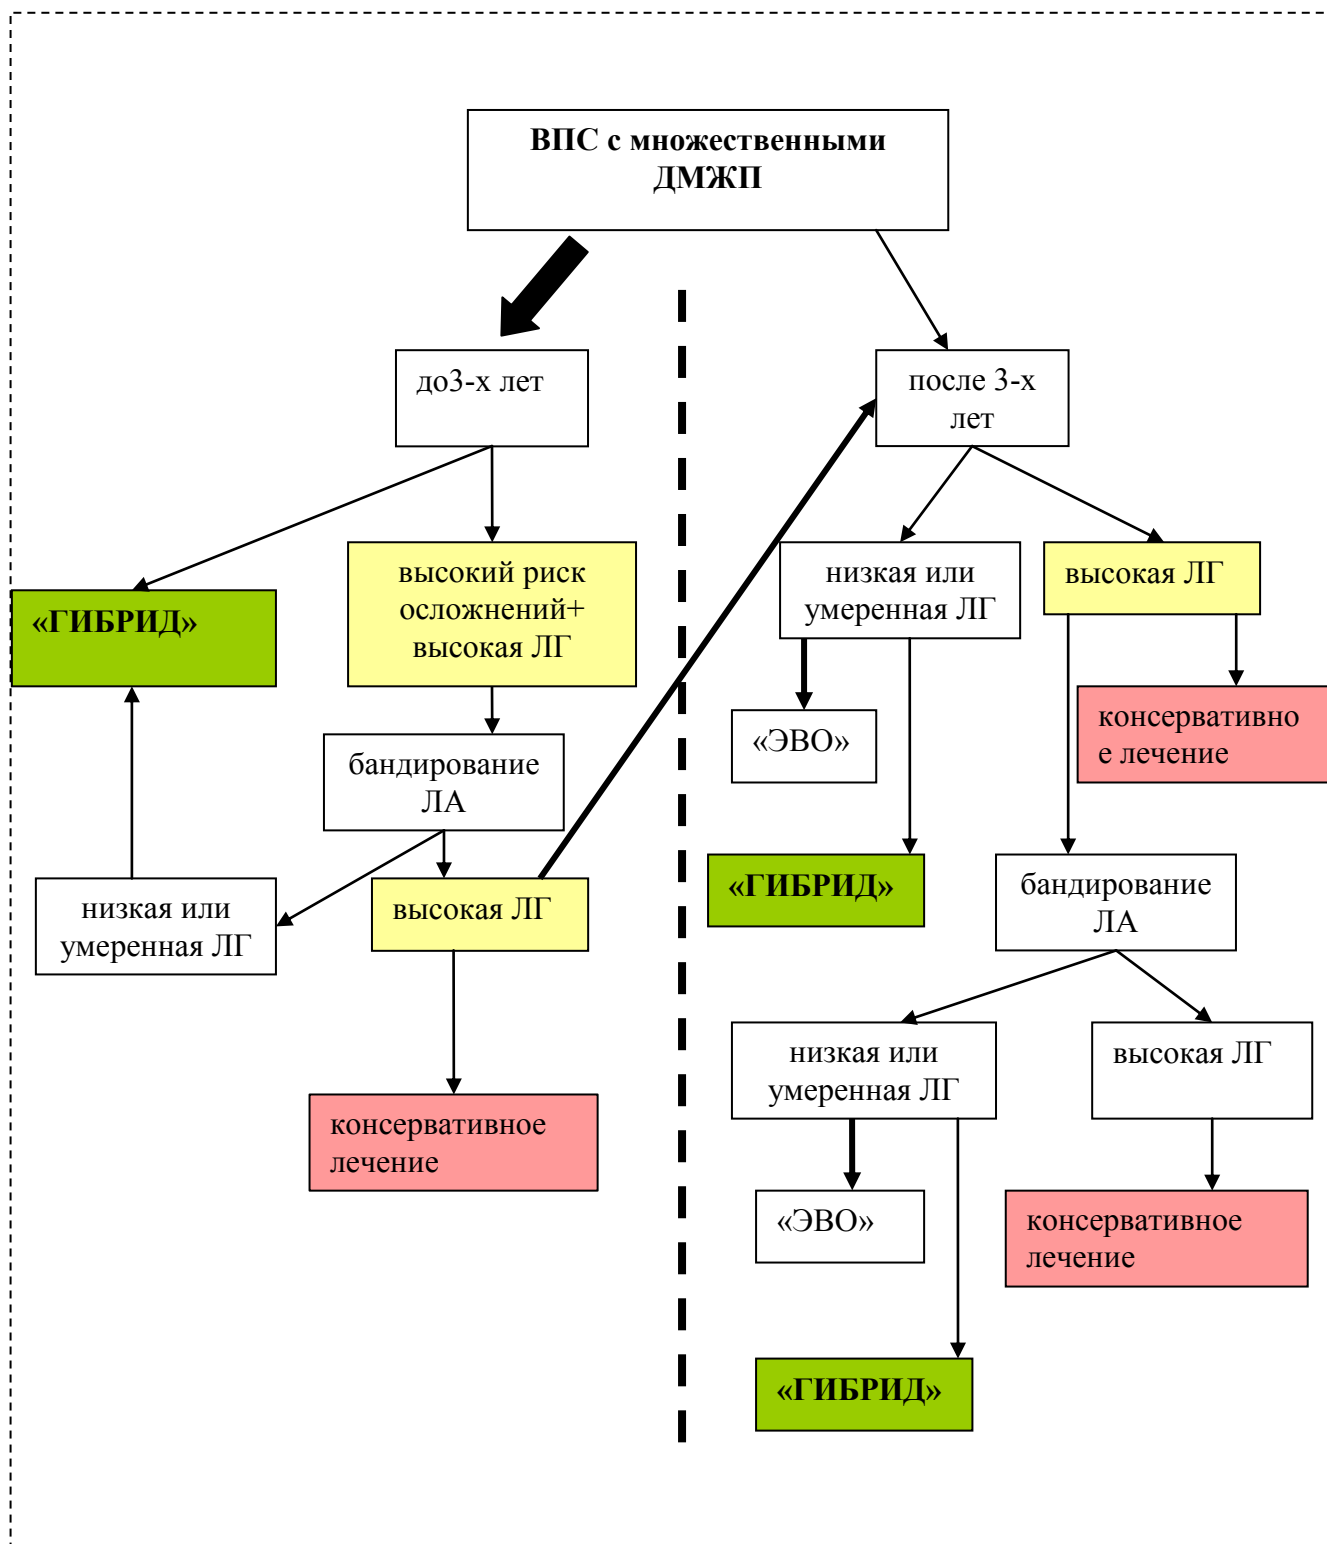 ВПС с множественными
ДМЖП
до3-х лет
после 3-х
лет
«ГИБРИД»
высокий риск
осложнений+
высокая ЛГ
низкая или
умеренная ЛГ
высокая ЛГ
консервативно
е лечение
«ЭВО»
бандирование
ЛА
«ГИБРИД»
бандирование
ЛА
низкая или
умеренная ЛГ
высокая ЛГ
низкая или
умеренная ЛГ
высокая ЛГ
консервативное
лечение
«ЭВО»
консервативное
лечение
«ГИБРИД»